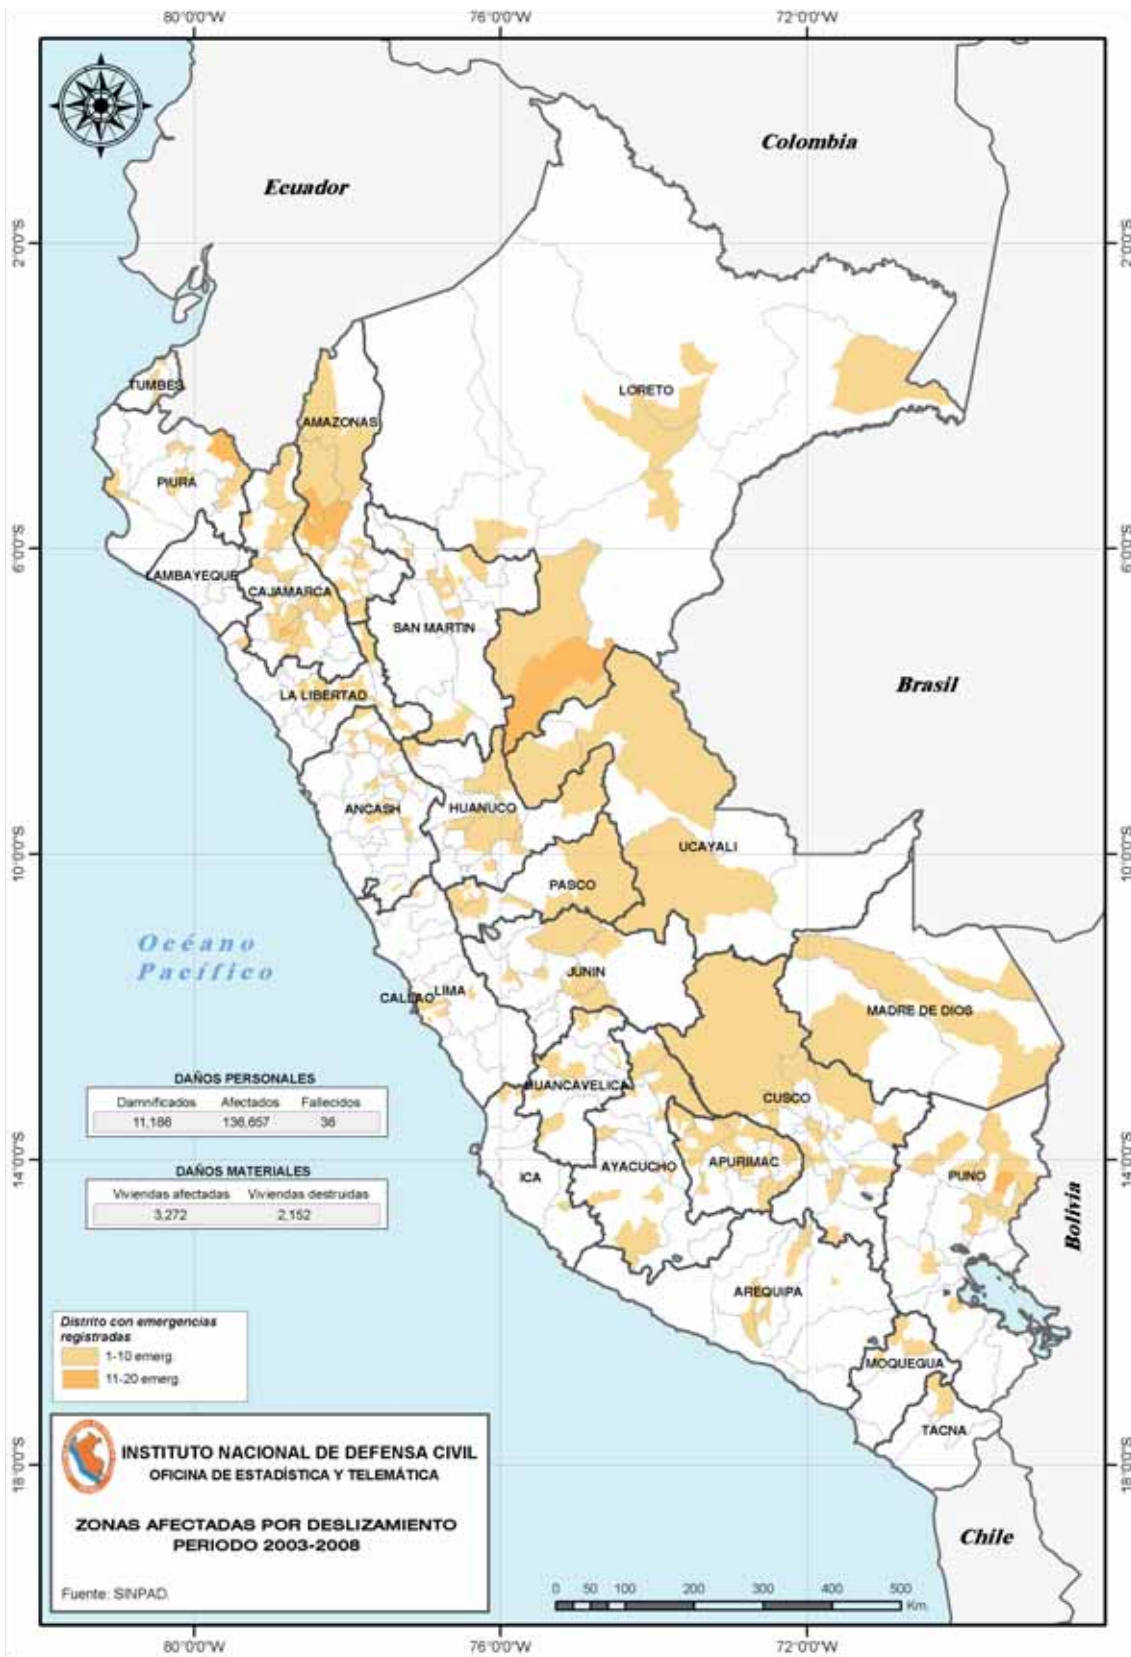 80°0'0"W
76°0'0"W
72°0'0"W
Colombia
Ecuador
2°0'0"S
2°0'0"S
TUMBES
LORETO
AMAZONAS
PIURA
6°0'0"S
6°0'0"S
LAMBAYEQUE
CAJAMARCA
SAN MARTIN
Brasil
LA LIBERTAD
ANCASH
HUANUCO
UCAYALI
10°0'0"S
10°0'0"S
PASCO
Océano
Pacífico
JUNIN
CALLAO
LIMA
MADRE DE DIOS
HUANCAVELICA
CUSCO
DAÑOS PERSONALES
Damnificados Afectados Fallecidos
11,186 136,657 36
14°0'0"S
14°0'0"S
ICA
AYACUCHO
APURIMAC
PUNO
DAÑOS MATERIALES
Viviendas afectadas Viviendas destruidas
3,272 2,152
Bolivia
AREQUIPA
Distrito con emergencias
registradas
1-10 emerg.
11-20 emerg.
MOQUEGUA
TACNA
18°0'0"S
18°0'0"S
INSTITUTO NACIONAL DE DEFENSA CIVIL
OFICINA DE ESTADÍSTICA Y TELEMÁTICA
ZONAS AFECTADAS POR DESLIZAMIENTO
PERIODO 2003-2008
Fuente: SINPAD.
Chile
0 50 100 200 300 400 500
Km.
80°0'0"W
76°0'0"W
72°0'0"W